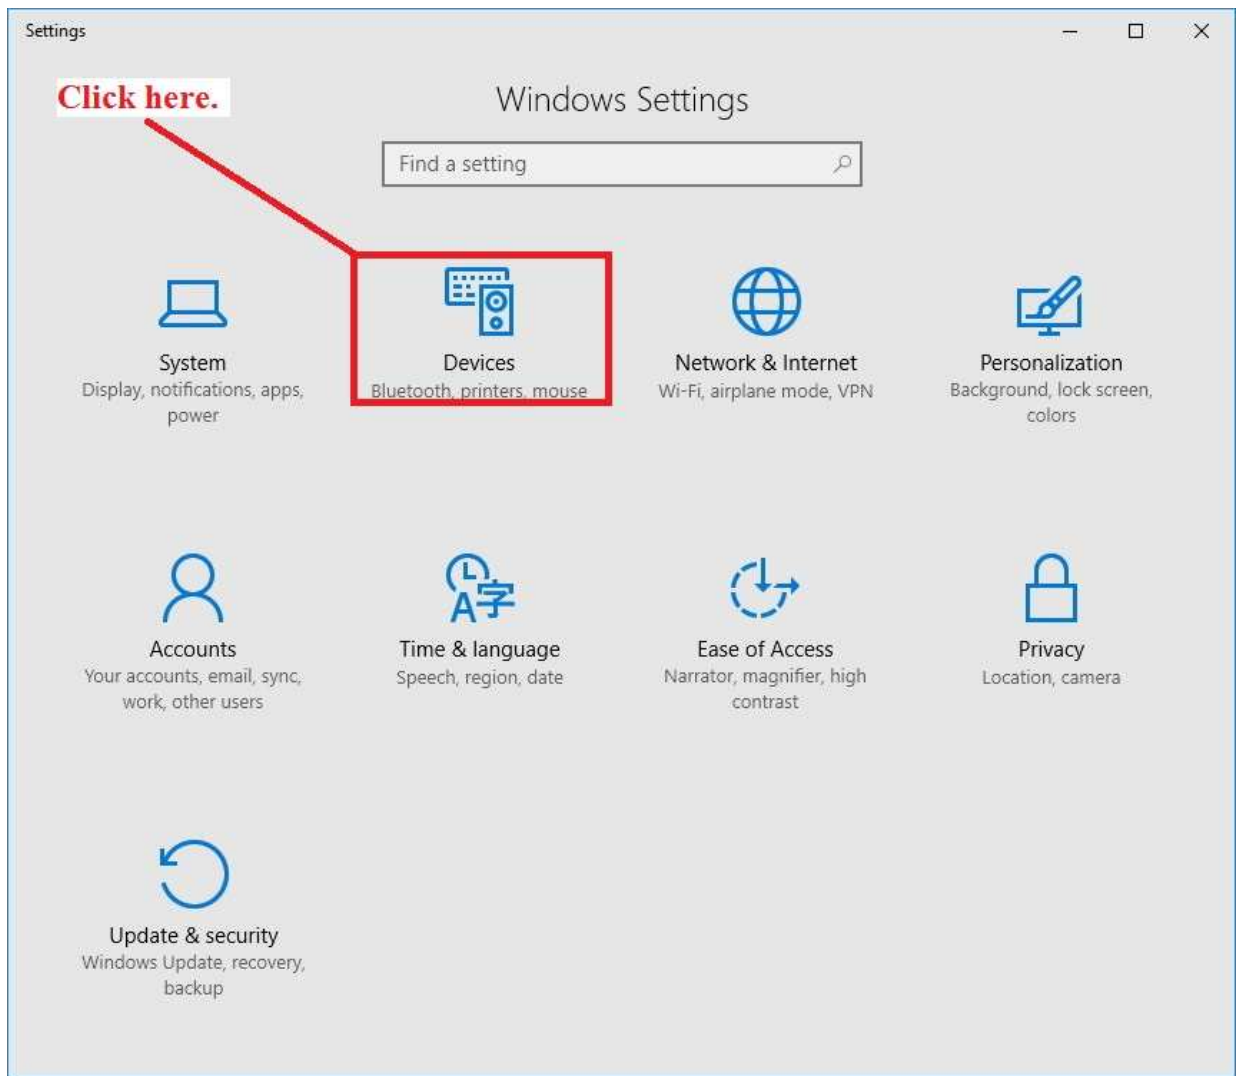 Settings
Click here.
Windows Settings
Find a setting
System
Display, notifications, apps,
power
Devices
Bluetooth, printers, mouse
Network & Internet
Wi-Fi, airplane mode, VPN
Personalization
Background, lock screen,
colors
Accounts
Your accounts, email, sync,
work, other users
A字
Time & language
Speech, region, date
Ease of Access
Narrator, magnifier, high
contrast
Privacy
Location, camera
Update & security
Windows Update, recovery,
backup